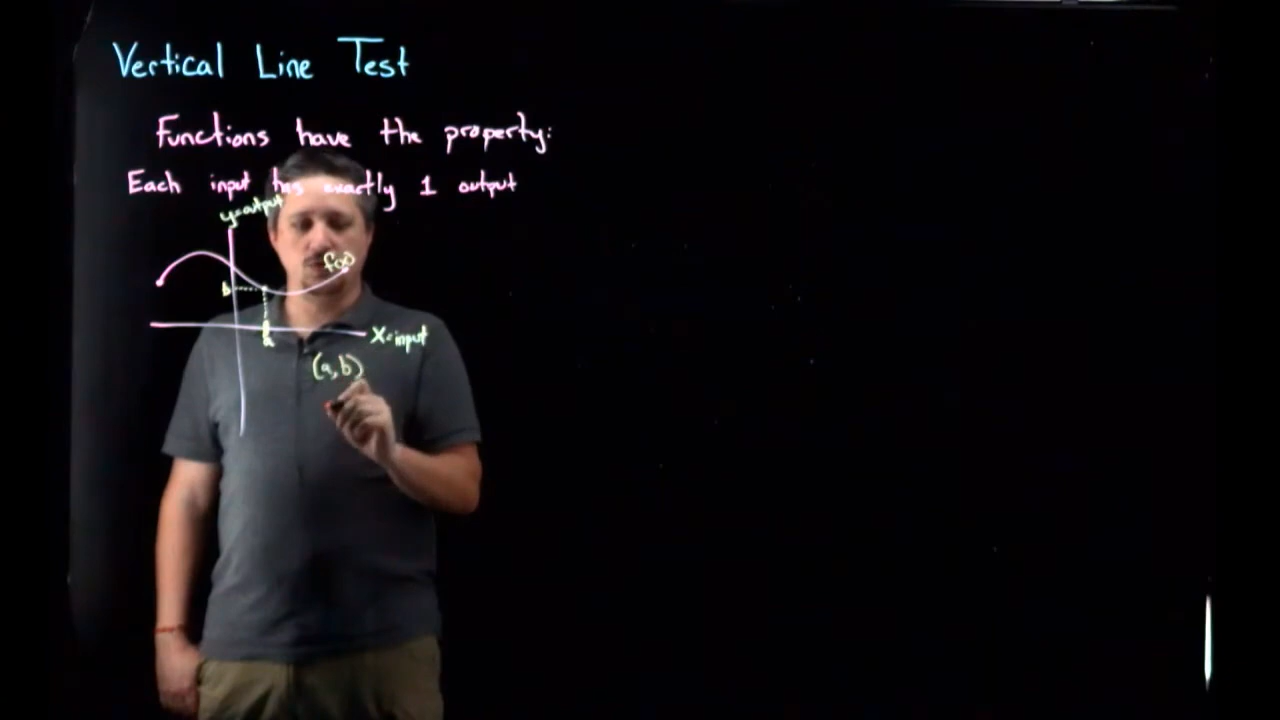 Vertical Line Test
Functions have the property:
Each input has exactly 1 output
y=output
f(x)
b
a
X=input
(a,b)